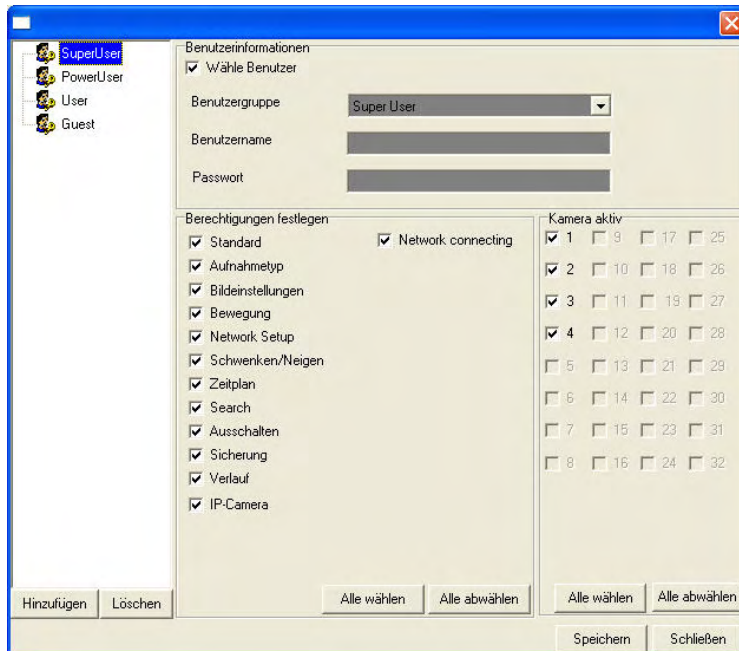 SuperUser
PowerUser
User
Guest
Hinzufügen Löschen
Benutzerinformationen
Wähle Benutzer
Benutzergruppe Super User
Benutzername
Passwort
Berechtigungen festlegen
Standard Network connecting
Aufnahmetyp
Bildeinstellungen
Bewegung
Network Setup
Schwenken/Neigen
Zeitplan
Search
Ausschalten
Sicherung
Verlauf
IP-Camera
Alle wählen Alle abwählen
Kamera aktiv
1 9 17 25
2 10 18 26
3 11 19 27
4 12 20 28
5 13 21 29
6 14 22 30
7 15 23 31
8 16 24 32
Alle wählen Alle abwählen
Speichern Schließen